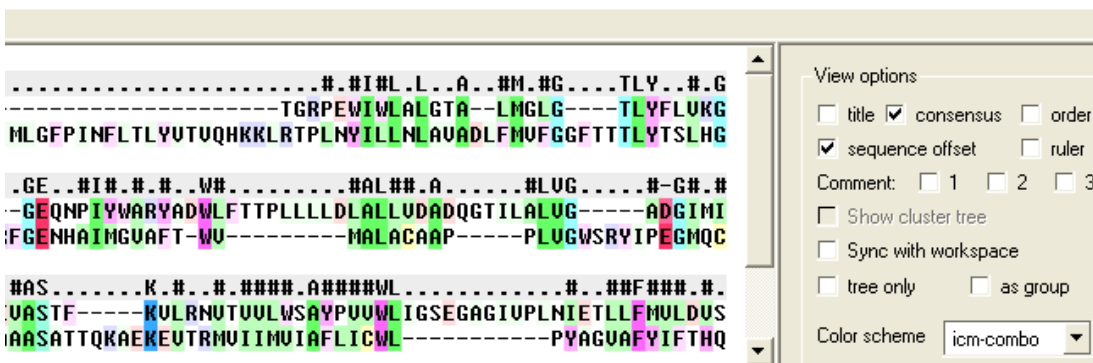 .......................#.#I#L.L..A..#M.#G....TLY..#.G
--------------------TGRPEWIWLALGTA--LMGLG----TLYFLVKG
MLGFPINFLTLYVTVQHKKLRTPLNYILLNLAVADLFMVFGGFTTTLYTSLHG
.GE..#I#.#.#..W#.........#AL##.A......#LVG.....#-G#.#
--GEQNPIYWARYADWLFTTPLLLLDLALLVDADQGTILALVG-----ADGIMI
FGENHAIMGVAFT-WV---------MALACAAP-----PLVGWSRYIPEGMQC
#AS.......K.#..#.####.A####WL............#..##F###.#.
VASTF-----KVLRNVTVVLWSAYPVVWLIGSEGAGIVPLNIETLLFMVLDVS
AASATTQKAEKEVTRMVIIMVIAFLICWL-----------PYAGVAFYIFTHQ
View options
title consensus order
sequence offset ruler
Comment: 1 2 3
Show cluster tree
Sync with workspace
tree only as group
Color scheme icm-combo